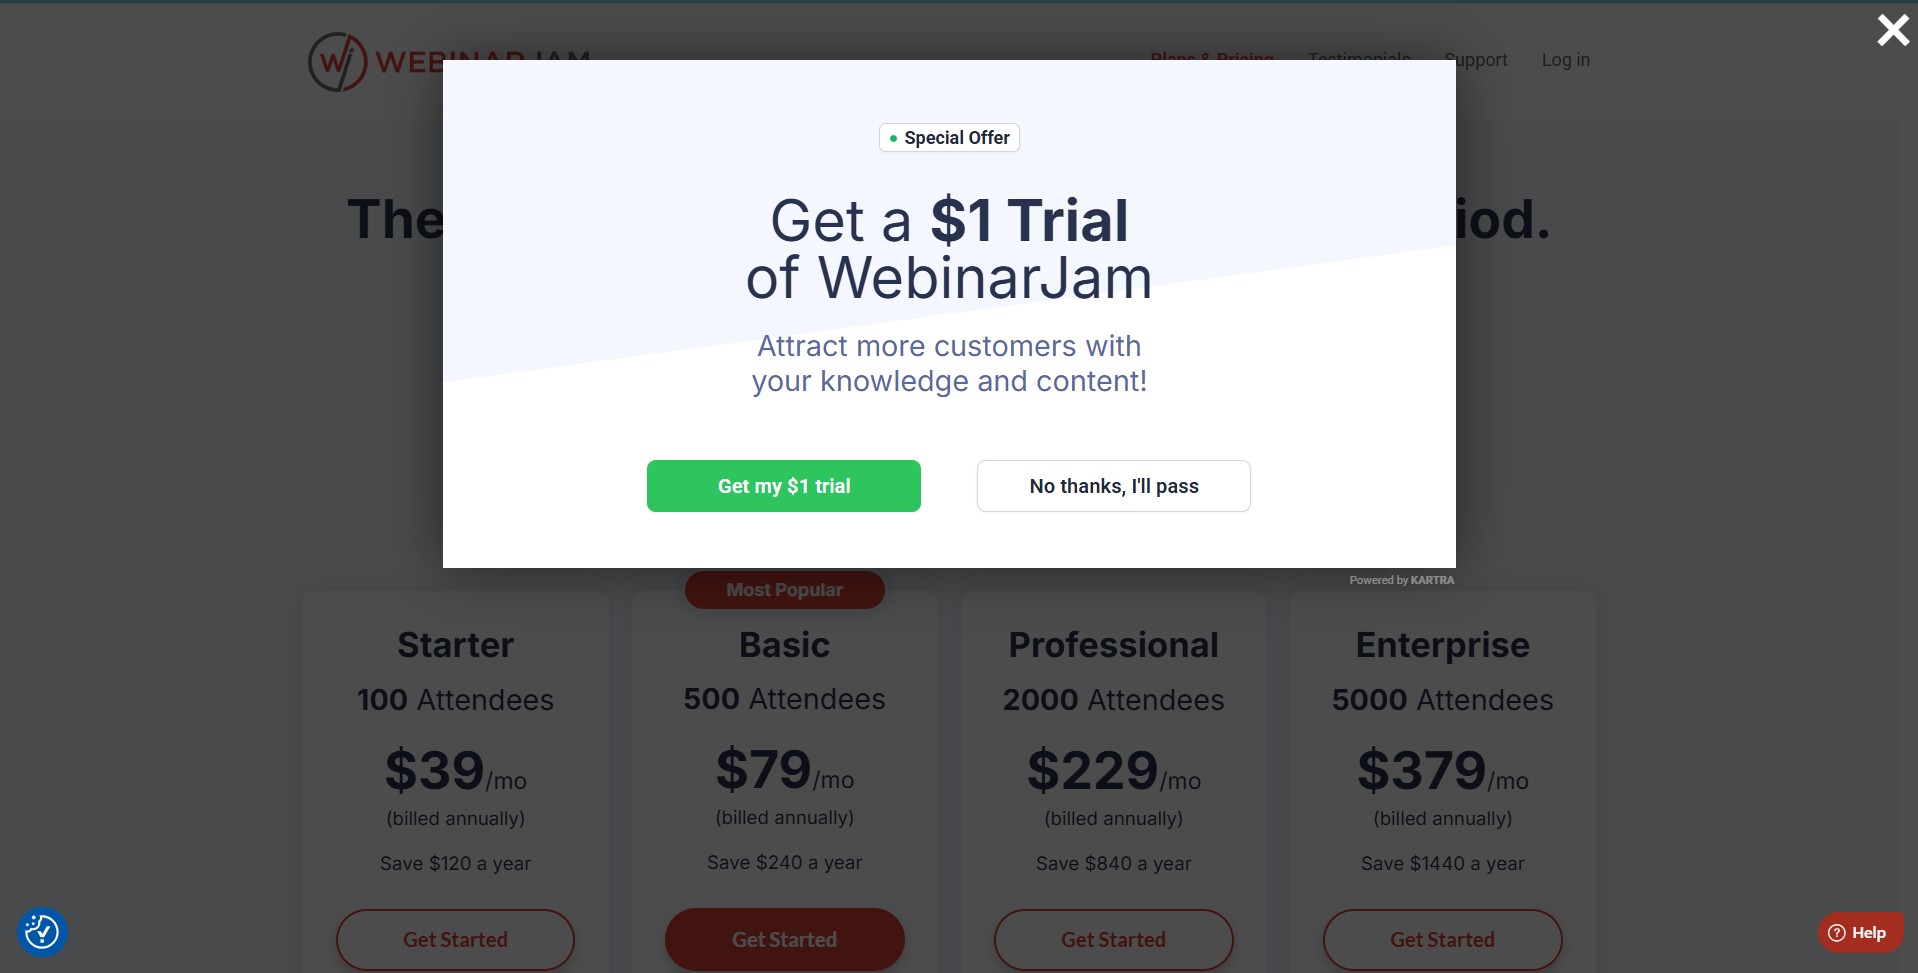 WEBINARJAM
Plans & Pricing
Testimonials
Support
Log in
The
iod.
Special Offer
Get a $1 Trial
of WebinarJam
Attract more customers with
your knowledge and content!
Get my $1 trial
No thanks, I'll pass
Powered by KARTRA
Most Popular
Starter
100 Attendees
$39/mo
(billed annually)
Save $120 a year
Get Started
Basic
500 Attendees
$79/mo
(billed annually)
Save $240 a year
Get Started
Professional
2000 Attendees
$229/mo
(billed annually)
Save $840 a year
Get Started
Enterprise
5000 Attendees
$379/mo
(billed annually)
Save $1440 a year
Get Started
Help